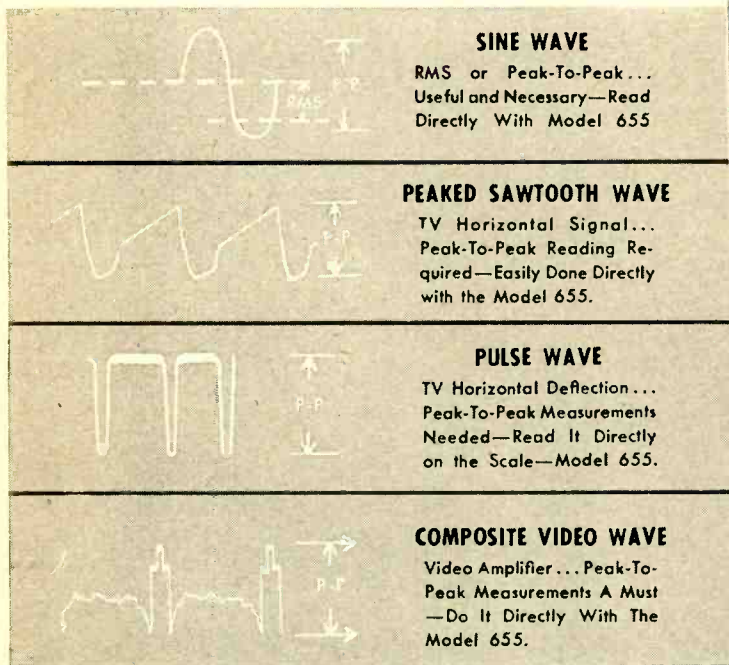 SINE WAVE
RMS or Peak-To-Peak...
Useful and Necessary—Read
Directly With Model 655
P-P
RMS
PEAKED SAWTOOTH WAVE
TV Horizontal Signal...
Peak-To-Peak Reading Re-
quired—Easily Done Directly
with the Model 655.
P-P
PULSE WAVE
TV Horizontal Deflection...
Peak-To-Peak Measurements
Needed—Read It Directly
on the Scale—Model 655.
P-P
COMPOSITE VIDEO WAVE
Video Amplifier...Peak-To-
Peak Measurements A Must
—Do It Directly With The
Model 655.
P-P